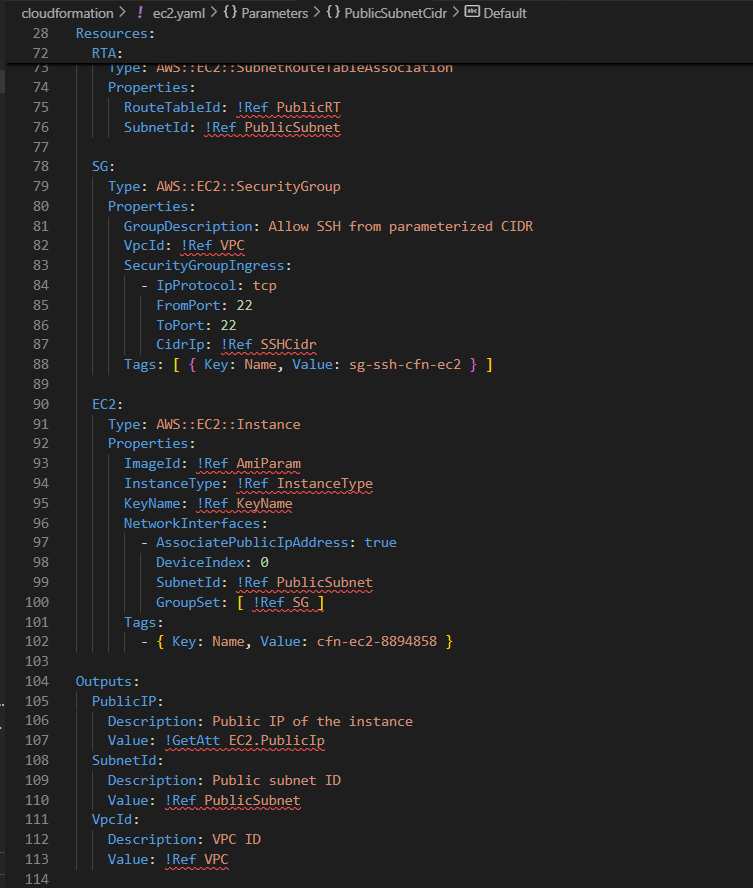 cloudformation > ! ec2.yaml > {} Parameters > {} PublicSubnetCidr > abc Default
28 Resources:
72 RTA:
73 Type: AWS::EC2::SubnetRouteTableAssociation
74 Properties:
75 RouteTableId: !Ref PublicRT
76 SubnetId: !Ref PublicSubnet
77
78 SG:
79 Type: AWS::EC2::SecurityGroup
80 Properties:
81 GroupDescription: Allow SSH from parameterized CIDR
82 VpcId: !Ref VPC
83 SecurityGroupIngress:
84 - IpProtocol: tcp
85 FromPort: 22
86 ToPort: 22
87 CidrIp: !Ref SSHCidr
88 Tags: [ { Key: Name, Value: sg-ssh-cfn-ec2 } ]
89
90 EC2:
91 Type: AWS::EC2::Instance
92 Properties:
93 ImageId: !Ref AmiParam
94 InstanceType: !Ref InstanceType
95 KeyName: !Ref KeyName
96 NetworkInterfaces:
97 - AssociatePublicIpAddress: true
98 DeviceIndex: 0
99 SubnetId: !Ref PublicSubnet
100 GroupSet: [ !Ref SG ]
101 Tags:
102 - { Key: Name, Value: cfn-ec2-8894858 }
103
104 Outputs:
105 PublicIP:
106 Description: Public IP of the instance
107 Value: !GetAtt EC2.PublicIp
108 SubnetId:
109 Description: Public subnet ID
110 Value: !Ref PublicSubnet
111 VpcId:
112 Description: VPC ID
113 Value: !Ref VPC
114